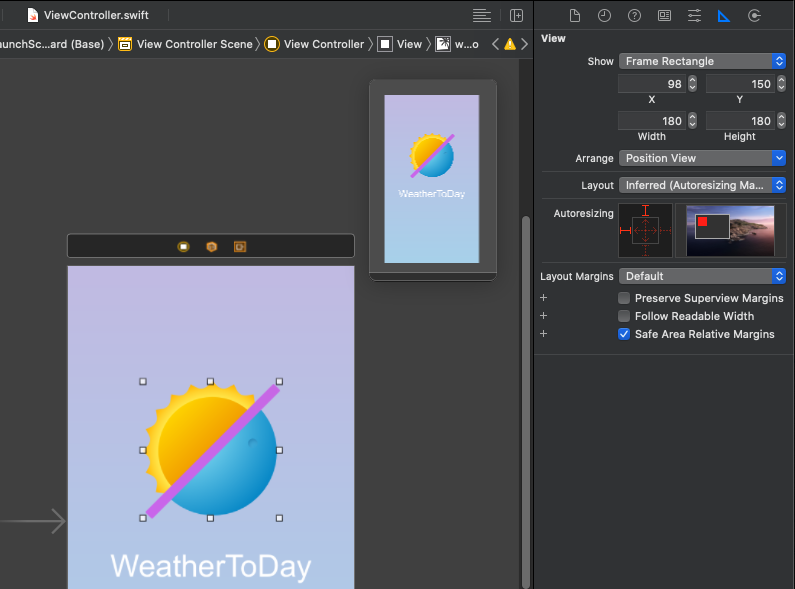 ViewController.swift
aunchSc...ard (Base) View Controller Scene View Controller View w...o
WeatherToDay
WeatherToDay
View
Show Frame Rectangle
98 150
X Y
180 180
Width Height
Arrange Position View
Layout Inferred (Autoresizing Ma...
Autoresizing
Layout Margins Default
+ Preserve Superview Margins
+ Follow Readable Width
+ Safe Area Relative Margins